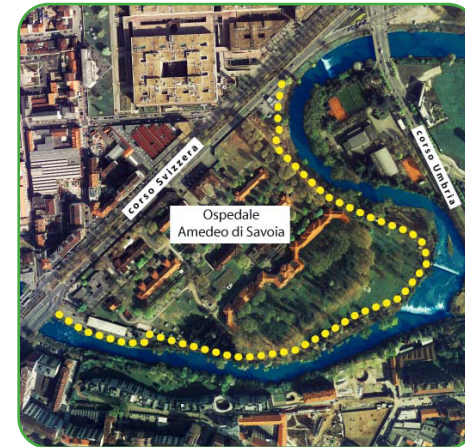 corso Svizzera
corso Umbria
Ospedale
Amedeo di Savoia